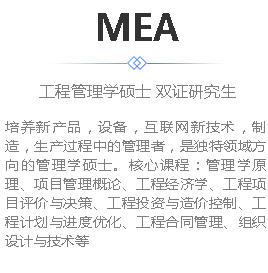 MEA
工程管理学硕士 双证研究生
培养新产品，设备，互联网新技术，制
造，生产过程中的管理者，是独特领域方
向的管理学硕士。核心课程：管理学原
理、项目管理概论、工程经济学、工程项
目评价与决策、工程投资与造价控制、工
程计划与进度优化、工程合同管理、组织
设计与技术等